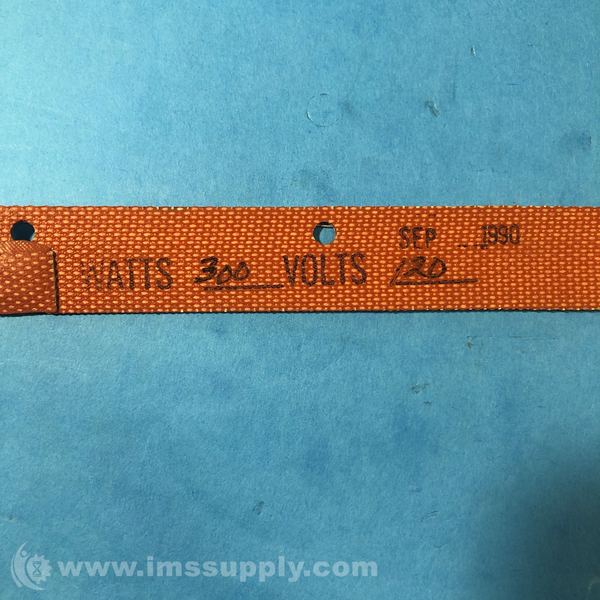 SEP 1990
WATTS 300 VOLTS 120
www.imssupply.com